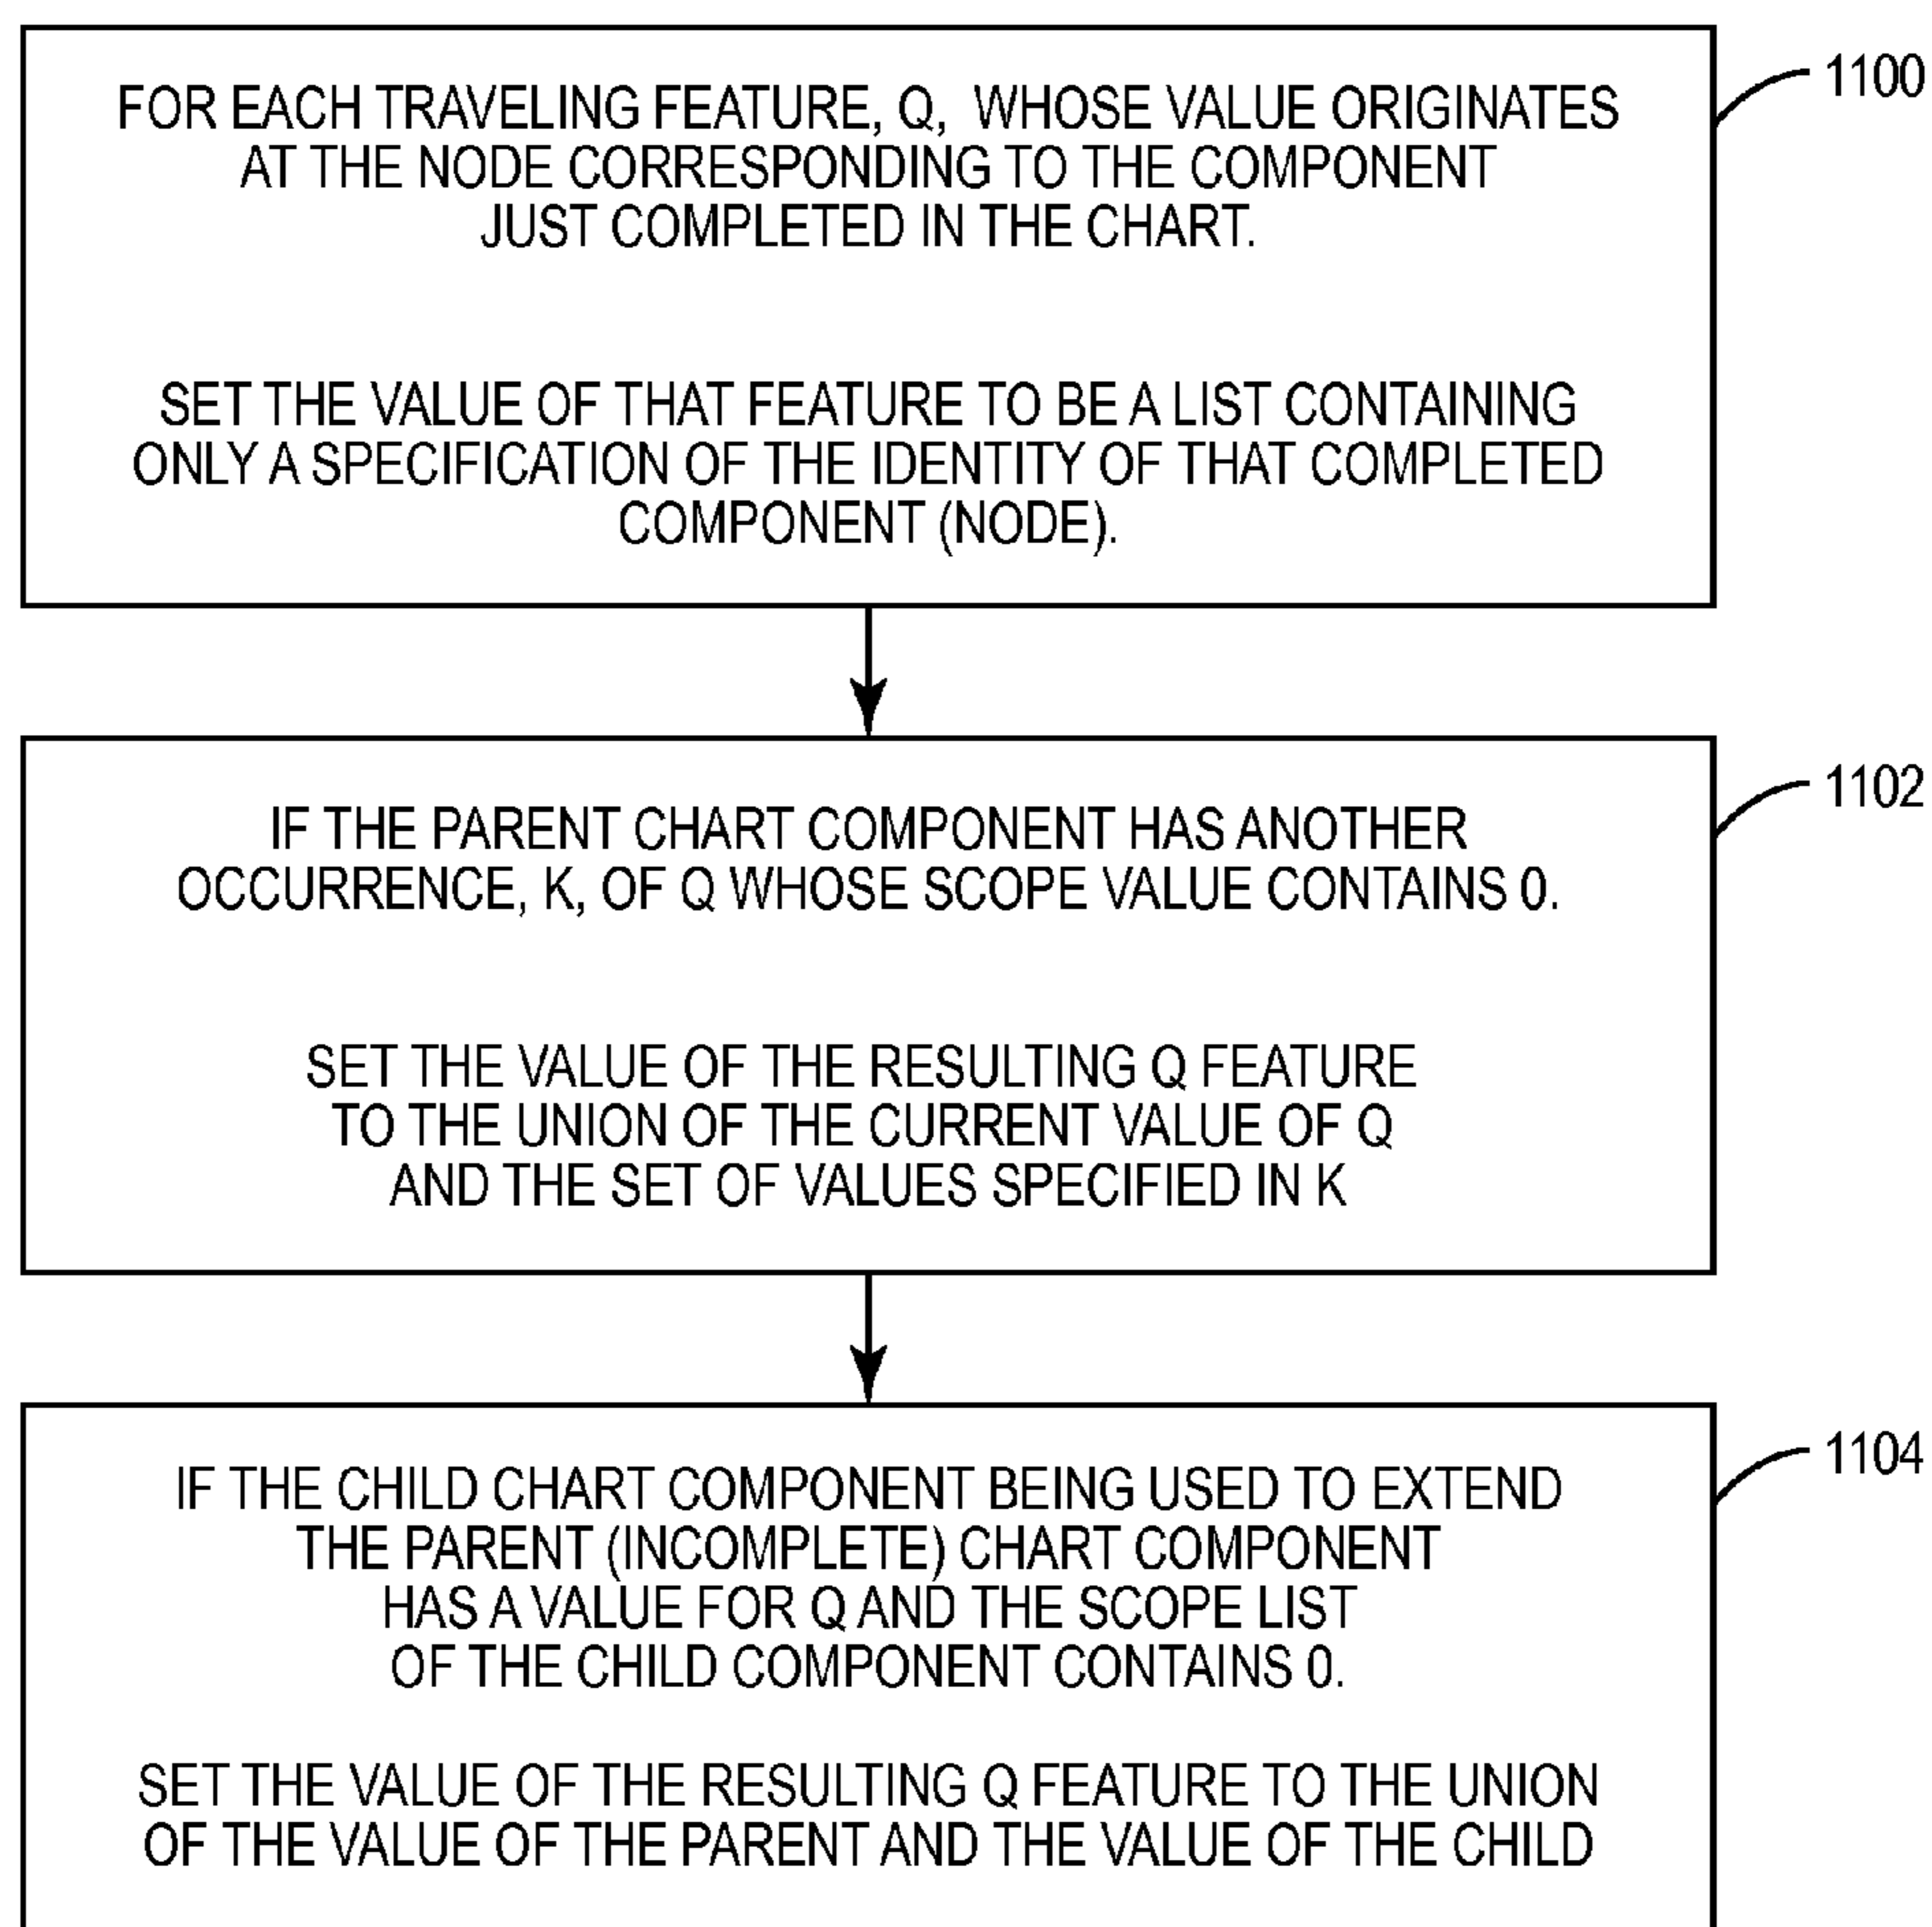 FOR EACH TRAVELING FEATURE, Q, WHOSE VALUE ORIGINATES
AT THE NODE CORRESPONDING TO THE COMPONENT
JUST COMPLETED IN THE CHART.
SET THE VALUE OF THAT FEATURE TO BE A LIST CONTAINING
ONLY A SPECIFICATION OF THE IDENTITY OF THAT COMPLETED
COMPONENT (NODE).
1100
IF THE PARENT CHART COMPONENT HAS ANOTHER
OCCURRENCE, K, OF Q WHOSE SCOPE VALUE CONTAINS 0.
SET THE VALUE OF THE RESULTING Q FEATURE
TO THE UNION OF THE CURRENT VALUE OF Q
AND THE SET OF VALUES SPECIFIED IN K
1102
IF THE CHILD CHART COMPONENT BEING USED TO EXTEND
THE PARENT (INCOMPLETE) CHART COMPONENT
HAS A VALUE FOR Q AND THE SCOPE LIST
OF THE CHILD COMPONENT CONTAINS 0.
SET THE VALUE OF THE RESULTING Q FEATURE TO THE UNION
OF THE VALUE OF THE PARENT AND THE VALUE OF THE CHILD
1104